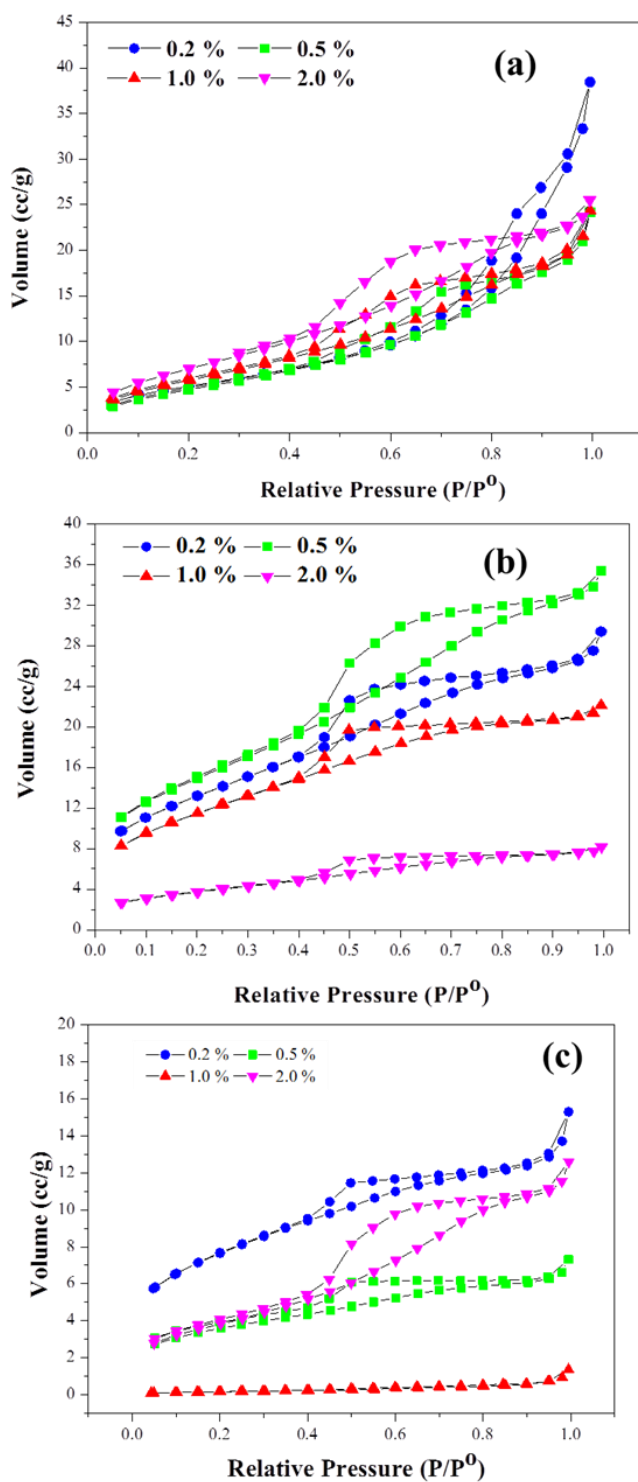 45
40
35
30
25
20
15
10
5
0
Volume (cc/g)
0.2 % 0.5 %
1.0 % 2.0 %
(a)
0.0 0.2 0.4 0.6 0.8 1.0
Relative Pressure (P/P⁰)
40
36
32
28
24
20
16
12
8
4
0
Volume (cc/g)
0.2 % 0.5 %
1.0 % 2.0 %
(b)
0.0 0.1 0.2 0.3 0.4 0.5 0.6 0.7 0.8 0.9 1.0
Relative Pressure (P/P⁰)
20
18
16
14
12
10
8
6
4
2
0
Volume (cc/g)
0.2 % 0.5 %
1.0 % 2.0 %
(c)
0.0 0.2 0.4 0.6 0.8 1.0
Relative Pressure (P/P⁰)